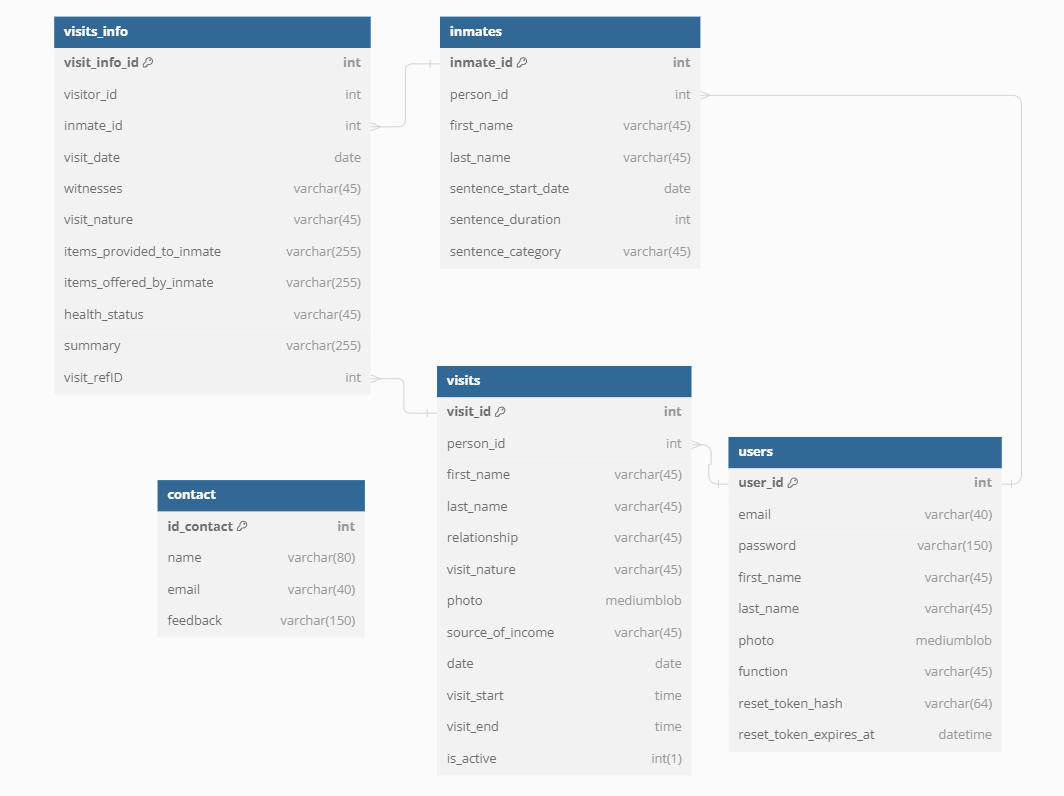 visits_info
visit_info_id int
visitor_id int
inmate_id int
visit_date date
witnesses varchar(45)
visit_nature varchar(45)
items_provided_to_inmate varchar(255)
items_offered_by_inmate varchar(255)
health_status varchar(45)
summary varchar(255)
visit_refID int
inmates
inmate_id int
person_id int
first_name varchar(45)
last_name varchar(45)
sentence_start_date date
sentence_duration int
sentence_category varchar(45)
visits
visit_id int
person_id int
first_name varchar(45)
last_name varchar(45)
relationship varchar(45)
visit_nature varchar(45)
photo mediumblob
source_of_income varchar(45)
date date
visit_start time
visit_end time
is_active int(1)
users
user_id int
email varchar(40)
password varchar(150)
first_name varchar(45)
last_name varchar(45)
photo mediumblob
function varchar(45)
reset_token_hash varchar(64)
reset_token_expires_at datetime
contact
id_contact int
name varchar(80)
email varchar(40)
feedback varchar(150)